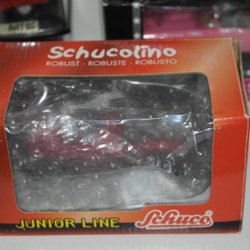 Schucolino
ROBUST - ROBUSTE - ROBUSTO
JUNIOR LINE
Schuco